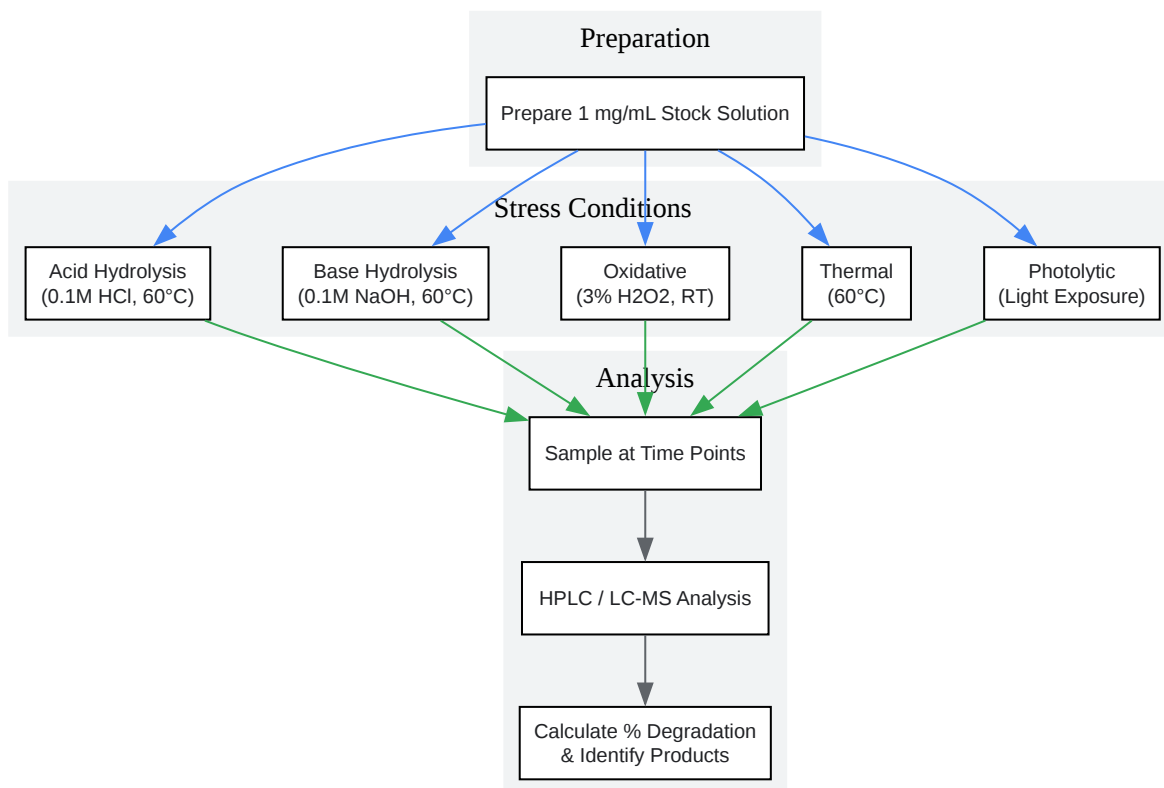 Preparation
Prepare 1 mg/mL Stock Solution
Stress Conditions
Acid Hydrolysis
(0.1M HCl, 60°C)
Base Hydrolysis
(0.1M NaOH, 60°C)
Oxidative
(3% H2O2, RT)
Thermal
(60°C)
Photolytic
(Light Exposure)
Analysis
Sample at Time Points
HPLC / LC-MS Analysis
Calculate % Degradation
& Identify Products